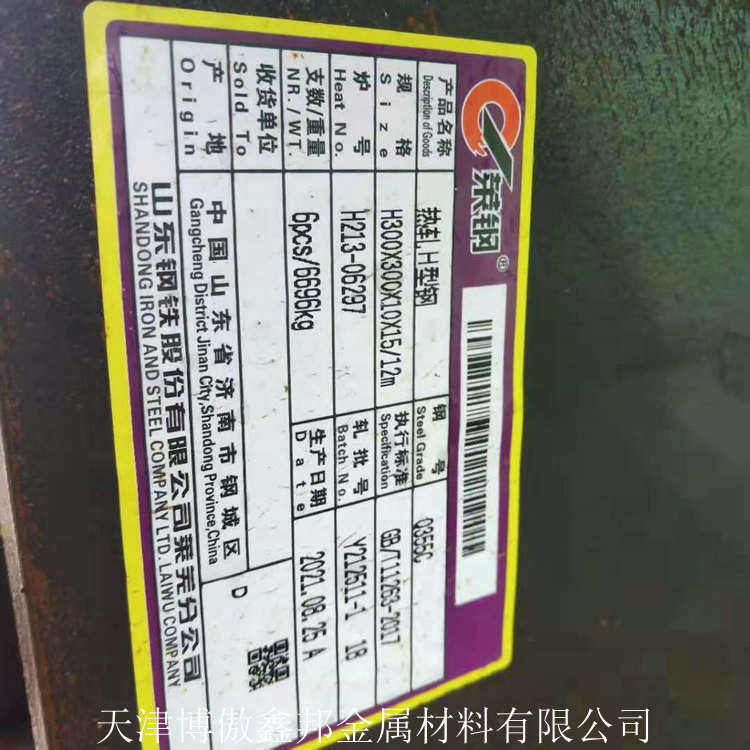 莱钢®
产品名称 热轧H型钢 钢号 Q355C
Description of Goods Steel Grade
规格 H300X300X10X15/12m 执行标准 GB/T11263-2017
Size Specification
炉号 H213-06297 轧批号 Y212511-1 1B
Heat No. Batch No.
支数/重量 6pcs/6696kg 生产日期 2021.08.25 A
NR./WT. Date
收货单位
Sold To
产地 中国山东省济南市钢城区 D
Origin Gangcheng District Jinan City,Shandong Province,China
山东钢铁股份有限公司莱芜分公司
SHANDONG IRON AND STEEL COMPANY LTD. LAIWU COMPANY
天津博傲鑫邦金属材料有限公司